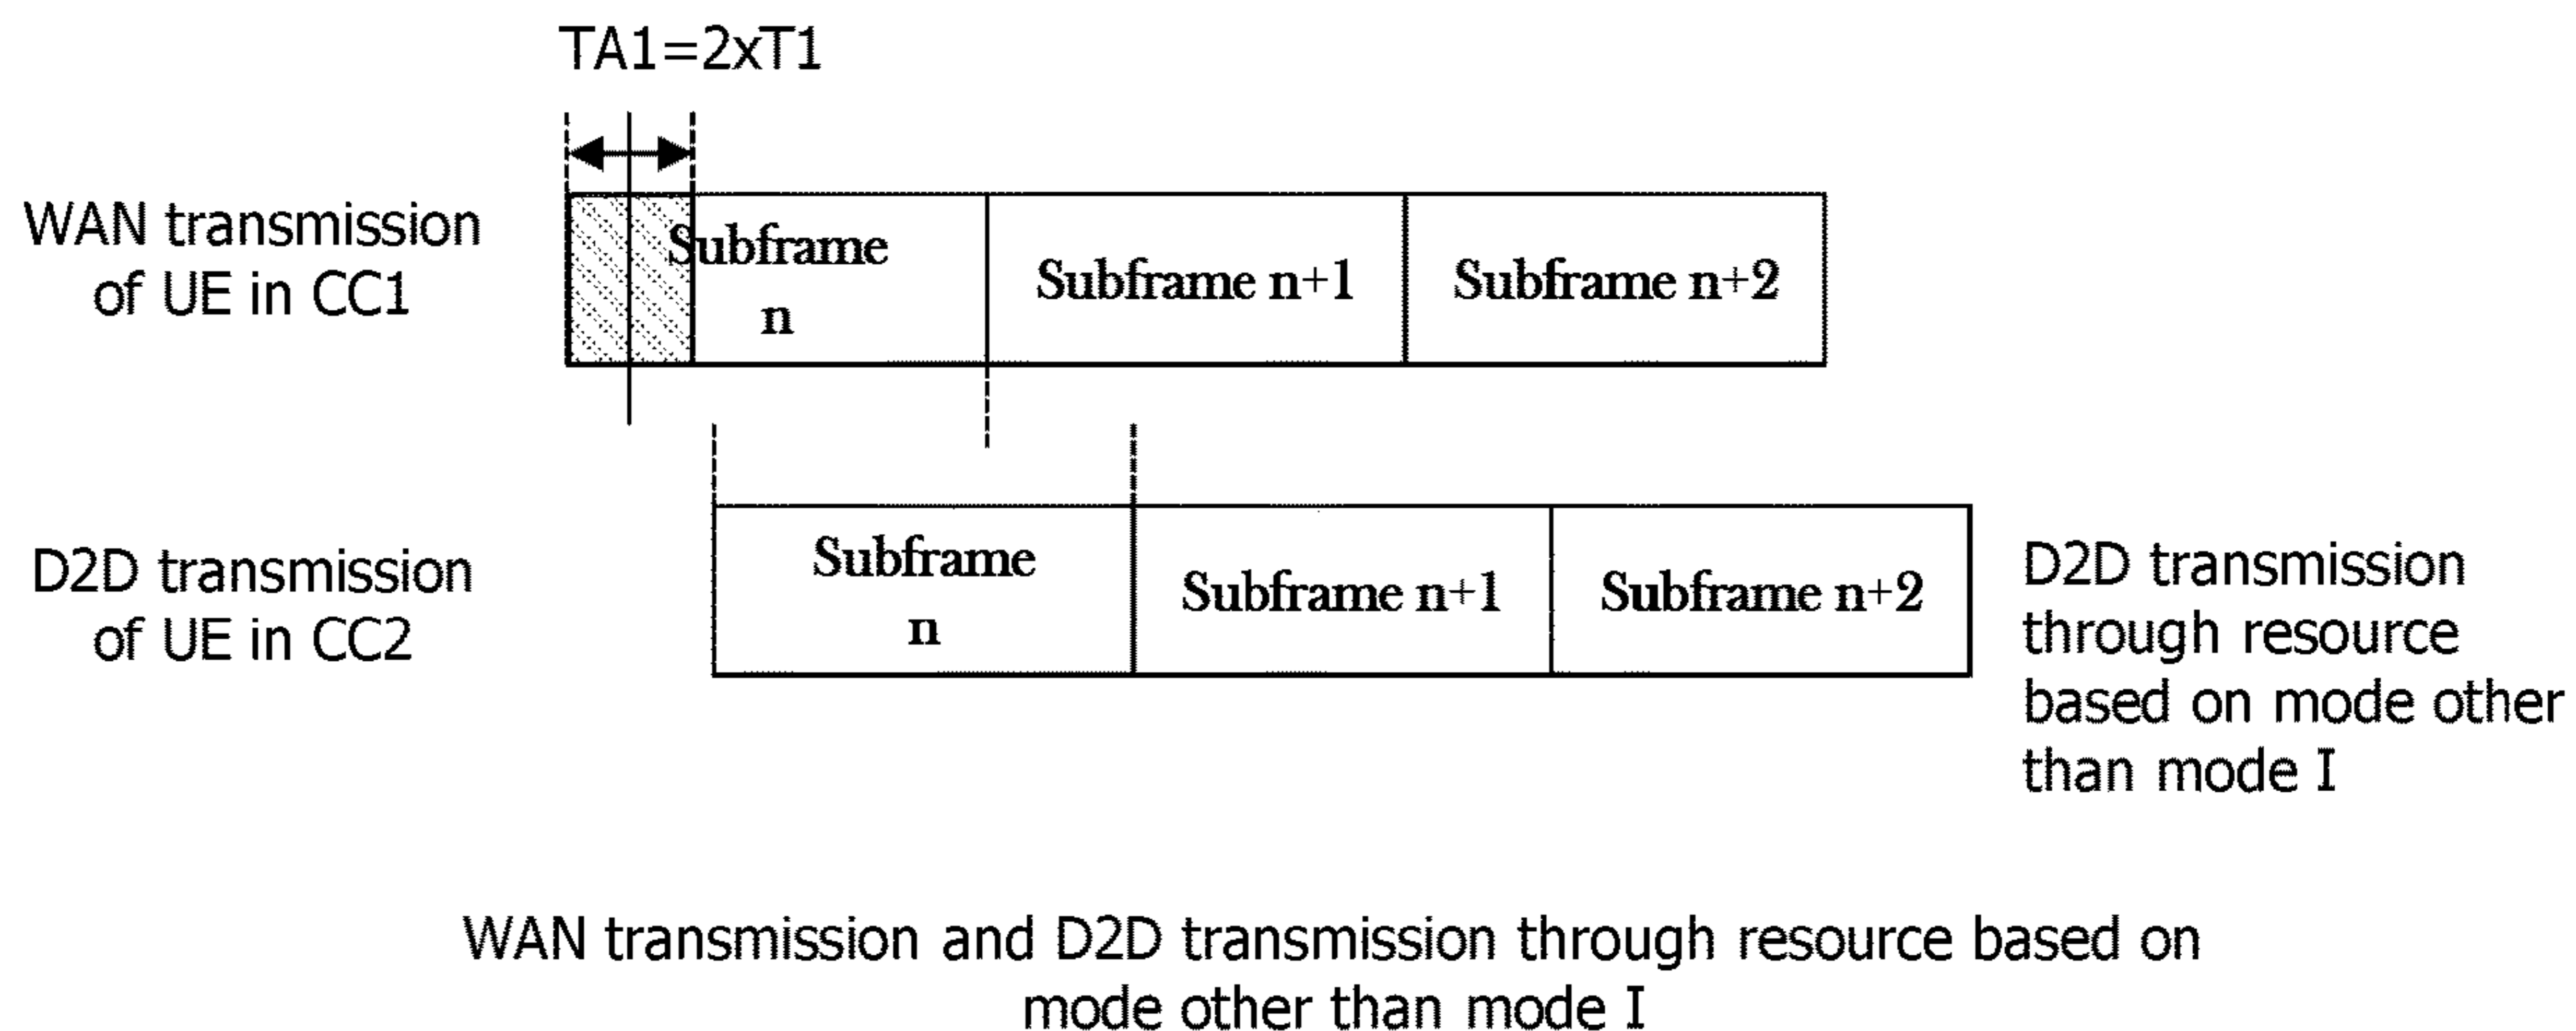 TA1=2xT1
WAN transmission
of UE in CC1
Subframe
n
Subframe n+1
Subframe n+2
D2D transmission
of UE in CC2
Subframe
n
Subframe n+1
Subframe n+2
D2D transmission
through resource
based on mode other
than mode I
WAN transmission and D2D transmission through resource based on
mode other than mode I